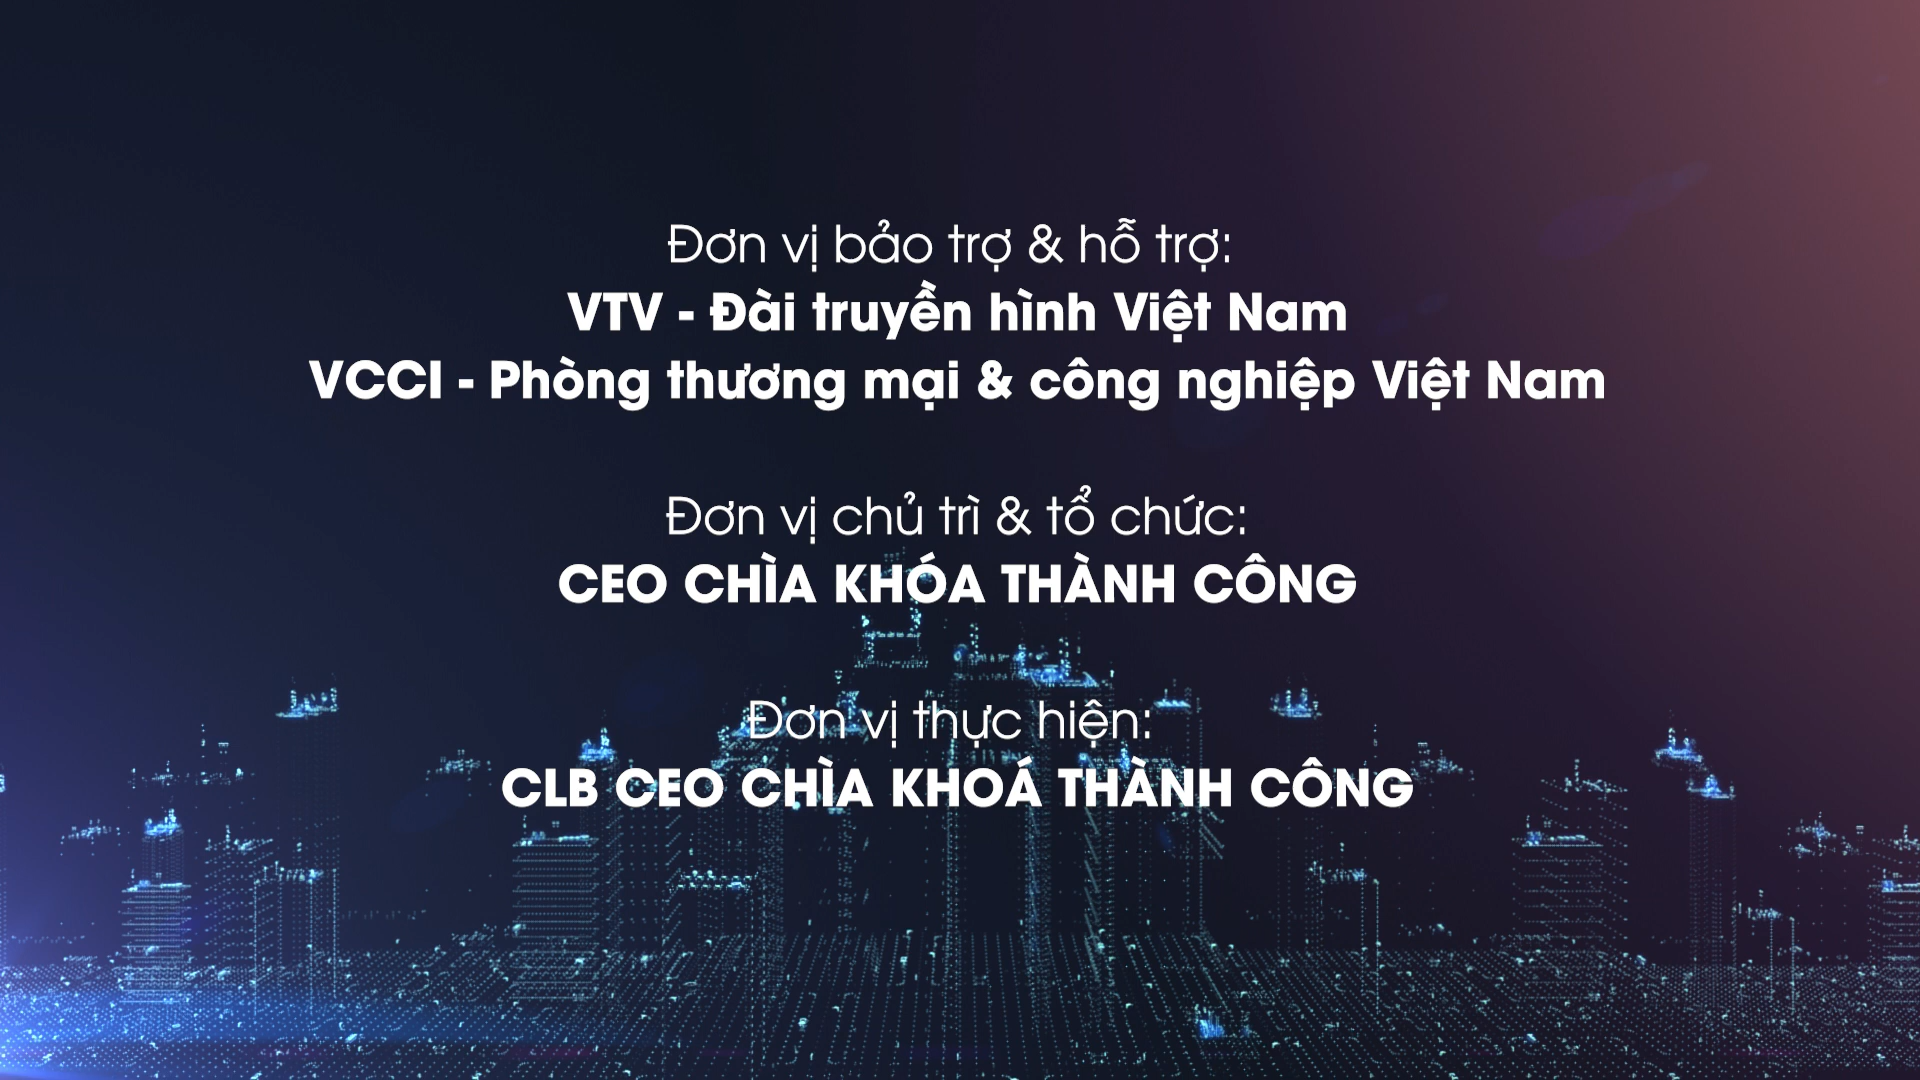 Đơn vị bảo trợ & hỗ trợ:
VTV - Đài truyền hình Việt Nam
VCCI - Phòng thương mại & công nghiệp Việt Nam
Đơn vị chủ trì & tổ chức:
CEO CHÌA KHÓA THÀNH CÔNG
Đơn vị thực hiện:
CLB CEO CHÌA KHOÁ THÀNH CÔNG